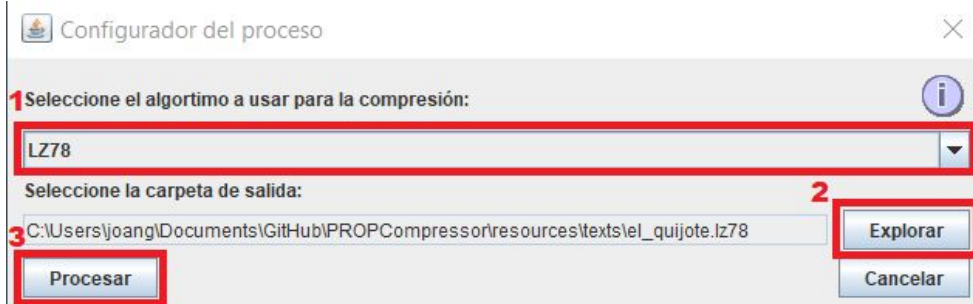 Configurador del proceso
1 Seleccione el algortimo a usar para la compresión:
i
LZ78
Seleccione la carpeta de salida:
2
3 C:\Users\joang\Documents\GitHub\PROPCompressor\resources\texts\el_quijote.lz78
Explorar
Procesar
Cancelar